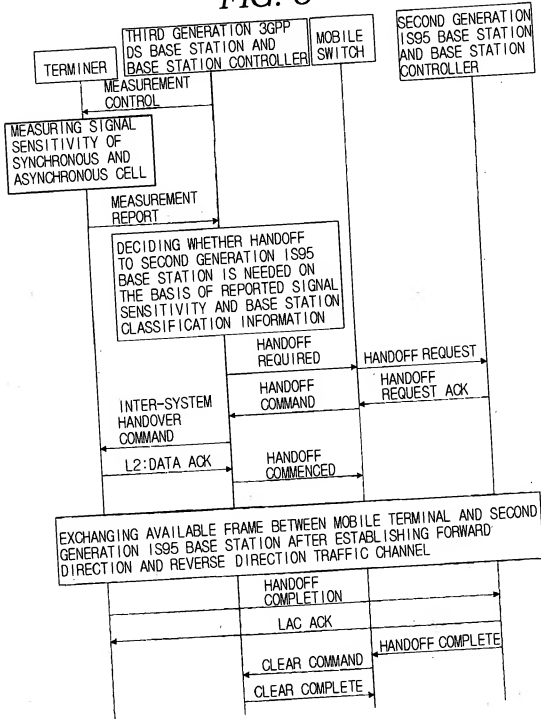 THIRD GENERATION 3GPP
DS BASE STATION AND
BASE STATION CONTROLLER
MOBILE
SWITCH
SECOND GENERATION
IS95 BASE STATION
AND BASE STATION
CONTROLLER
TERMINER
MEASUREMENT
CONTROL
MEASURING SIGNAL
SENSITIVITY OF
SYNCHRONOUS AND
ASYNCHRONOUS CELL
MEASUREMENT
REPORT
DECIDING WHETHER HANDOFF
TO SECOND GENERATION IS95
BASE STATION IS NEEDED ON
THE BASIS OF REPORTED SIGNAL
SENSITIVITY AND BASE STATION
CLASSIFICATION INFORMATION
HANDOFF
REQUIRED
HANDOFF REQUEST
HANDOFF
COMMAND
HANDOFF
REQUEST ACK
INTER-SYSTEM
HANDOVER
COMMAND
L2:DATA ACK
HANDOFF
COMMENCED
EXCHANGING AVAILABLE FRAME BETWEEN MOBILE TERMINAL AND SECOND
GENERATION IS95 BASE STATION AFTER ESTABLISHING FORWARD
DIRECTION AND REVERSE DIRECTION TRAFFIC CHANNEL
HANDOFF
COMPLETION
LAC ACK
HANDOFF COMPLETE
CLEAR COMMAND
CLEAR COMPLETE